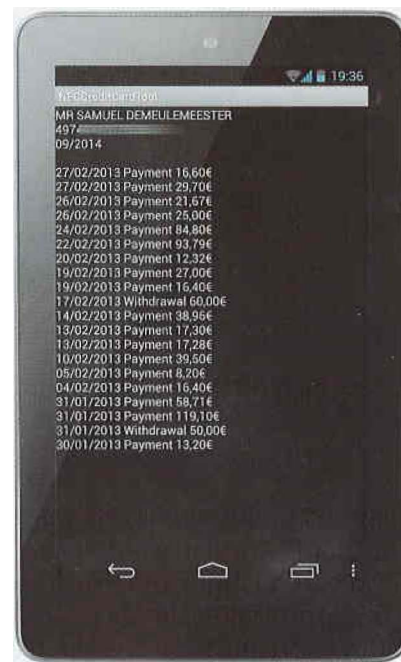 19:36
NFCCreditCardTool
MR SAMUEL DEMEULEMEESTER
497
09/2014
27/02/2013 Payment 16,60€
27/02/2013 Payment 29,70€
26/02/2013 Payment 21,67€
26/02/2013 Payment 25,00€
24/02/2013 Payment 84,80€
22/02/2013 Payment 93,79€
20/02/2013 Payment 12,32€
19/02/2013 Payment 27,00€
19/02/2013 Payment 16,40€
17/02/2013 Withdrawal 60,00€
14/02/2013 Payment 38,96€
13/02/2013 Payment 17,30€
13/02/2013 Payment 17,28€
10/02/2013 Payment 39,60€
05/02/2013 Payment 8,20€
04/02/2013 Payment 16,40€
31/01/2013 Payment 58,71€
31/01/2013 Payment 119,10€
31/01/2013 Withdrawal 50,00€
30/01/2013 Payment 13,20€